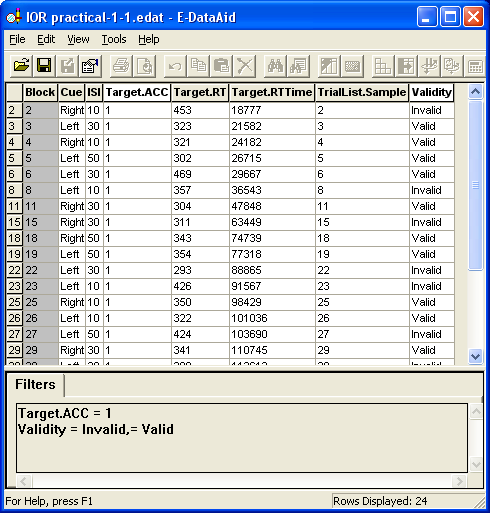 IOR practical-1-1.edat - E-DataAid
File Edit View Tools Help
Block Cue ISI Target.ACC Target.RT Target.RTTime TrialList.Sample Validity
2 2 Right 10 1 453 18777 2 Invalid
3 3 Left 30 1 323 21582 3 Valid
4 4 Right 10 1 321 24182 4 Valid
5 5 Left 50 1 302 26715 5 Valid
6 6 Left 30 1 469 29667 6 Valid
8 8 Left 10 1 357 36543 8 Invalid
11 11 Right 30 1 304 47848 11 Valid
15 15 Right 30 1 311 63449 15 Invalid
18 18 Right 50 1 343 74739 18 Valid
19 19 Left 50 1 354 77318 19 Valid
22 22 Left 30 1 293 88865 22 Invalid
23 23 Left 10 1 426 91567 23 Invalid
25 25 Right 10 1 350 98429 25 Valid
26 26 Left 10 1 322 101036 26 Valid
27 27 Left 50 1 424 103690 27 Invalid
29 29 Right 30 1 341 110745 29 Valid
Filters
Target.ACC = 1
Validity = Invalid,= Valid
For Help, press F1
Rows Displayed: 24